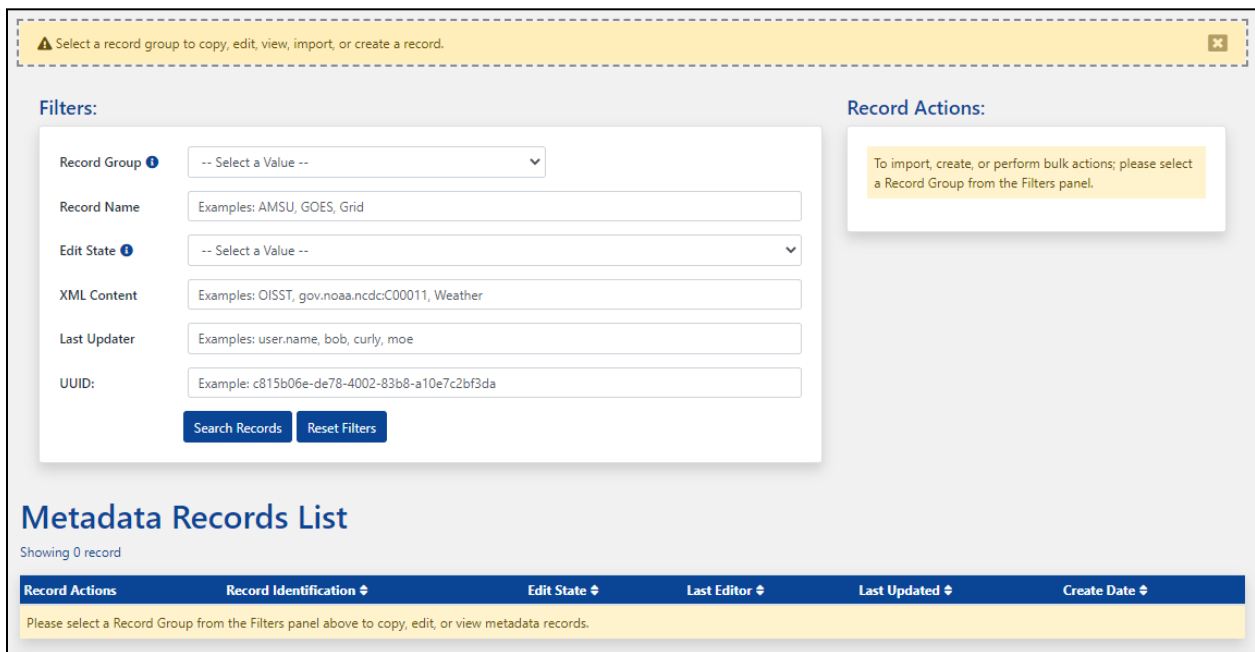 Select a record group to copy, edit, view, import, or create a record.
Filters:
Record Group
-- Select a Value --
Record Name
Examples: AMSU, GOES, Grid
Edit State
-- Select a Value --
XML Content
Examples: OISST, gov.noaa.ncdc:C00011, Weather
Last Updater
Examples: user.name, bob, curly, moe
UUID:
Example: c815b06e-de78-4002-83b8-a10e7c2bf3da
Search Records
Reset Filters
Record Actions:
To import, create, or perform bulk actions; please select
a Record Group from the Filters panel.
Metadata Records List
Showing 0 record
Record Actions Record Identification Edit State Last Editor Last Updated Create Date
Please select a Record Group from the Filters panel above to copy, edit, or view metadata records.